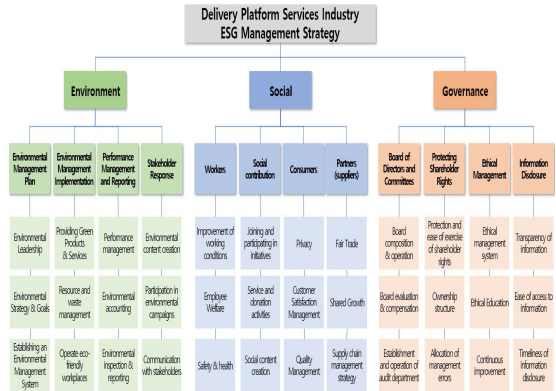 Delivery Platform Services Industry
ESG Management Strategy
Environment
Social
Governance
Environmental
Management
Plan
Environmental
Management
Implementation
Performance
Management
and Reporting
Stakeholder
Response
Workers
Social
contribution
Consumers
Partners
(suppliers)
Board of
Directors and
Committees
Protecting
Shareholder
Rights
Ethical
Management
Information
Disclosure
Environmental
Leadership
Providing Green
Products
& Services
Performance
management
Environmental
content creation
Improvement of
working
conditions
Joining and
participating in
initiatives
Privacy
Fair Trade
Board
composition
& operation
Protection and
ease of exercise
of shareholder
rights
Ethical
management
system
Transparency of
information
Environmental
Strategy & Goals
Resource and
waste
management
Environmental
accounting
Participation in
environmental
campaigns
Employee
Welfare
Service and
donation
activities
Customer
Satisfaction
Management
Shared Growth
Board evaluation
& compensation
Ownership
structure
Ethical Education
Ease of access to
information
Establishing an
Environmental
Management
System
Operate eco-
friendly
workplaces
Environmental
inspection &
reporting
Communication
with stakeholders
Safety & health
Social content
creation
Quality
Management
Supply chain
management
strategy
Establishment
and operation of
audit department
Allocation of
management
errors
Continuous
improvement
Timeliness of
information
disclosure